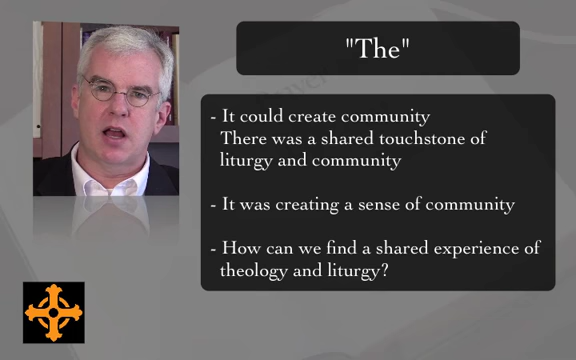 "The"
- It could create community
There was a shared touchstone of
liturgy and community
- It was creating a sense of community
- How can we find a shared experience of
theology and liturgy?